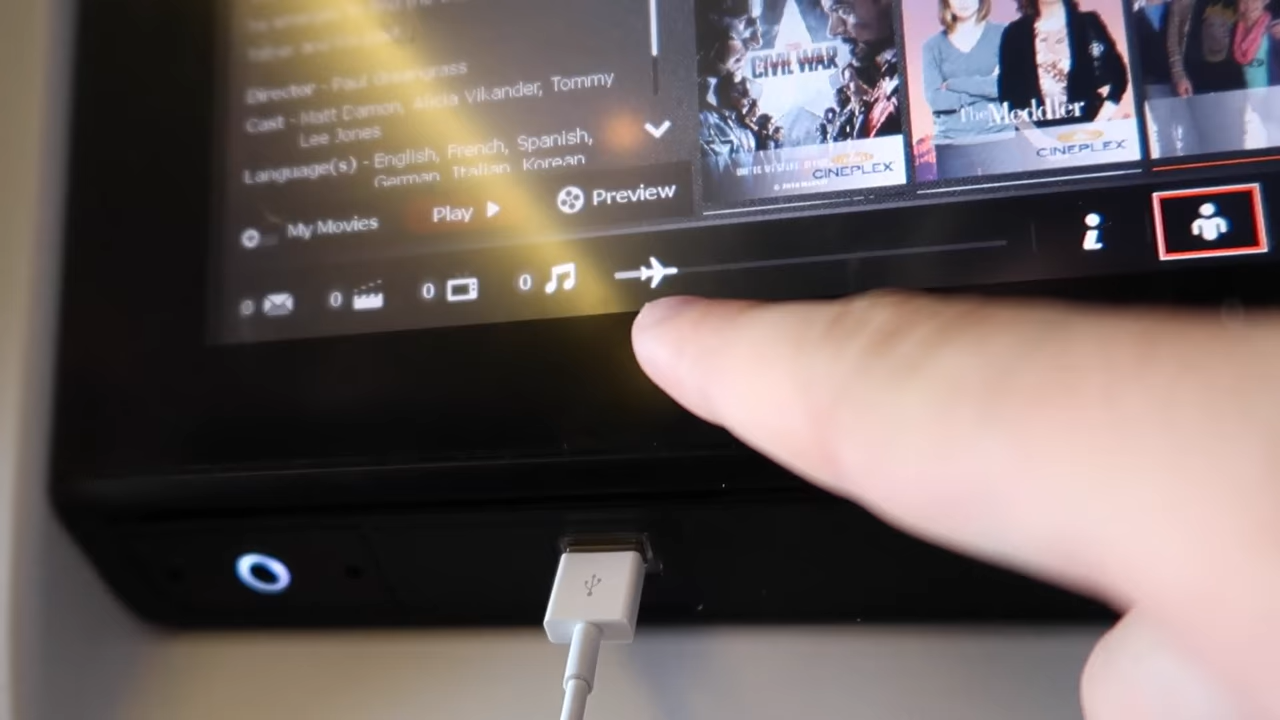 Director - Paul Greengrass
Cast - Matt Damon, Alicia Vikander, Tommy
Lee Jones
Language(s) - English, French, Spanish,
German, Italian, Korean
My Movies
Play
Preview
0
0
0
0
CIVIL WAR
CINEPLEX
The Meddler
CINEPLEX
i